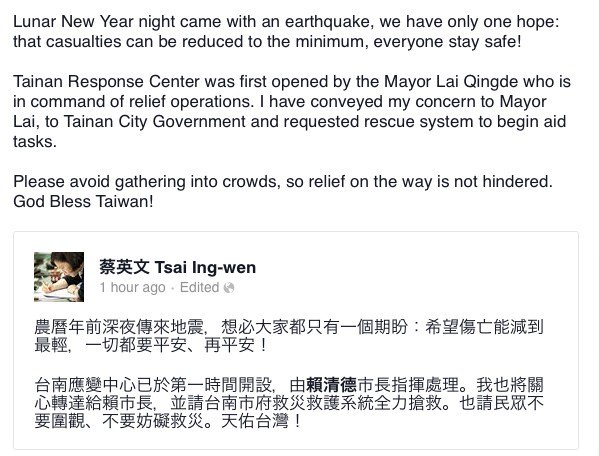 Lunar New Year night came with an earthquake, we have only one hope:
that casualties can be reduced to the minimum, everyone stay safe!
Tainan Response Center was first opened by the Mayor Lai Qingde who is
in command of relief operations. I have conveyed my concern to Mayor
Lai, to Tainan City Government and requested rescue system to begin aid
tasks.
Please avoid gathering into crowds, so relief on the way is not hindered.
God Bless Taiwan!
蔡英文 Tsai Ing-wen
1 hour ago · Edited
農曆年前深夜傳來地震，想必大家都只有一個期盼：希望傷亡能減到
最輕，一切都要平安、再平安！
台南應變中心已於第一時間開設，由賴清德市長指揮處理。我也將關
心轉達給賴市長，並請台南市府救災救護系統全力搶救。也請民眾不
要圍觀、不要妨礙救災。天佑台灣！